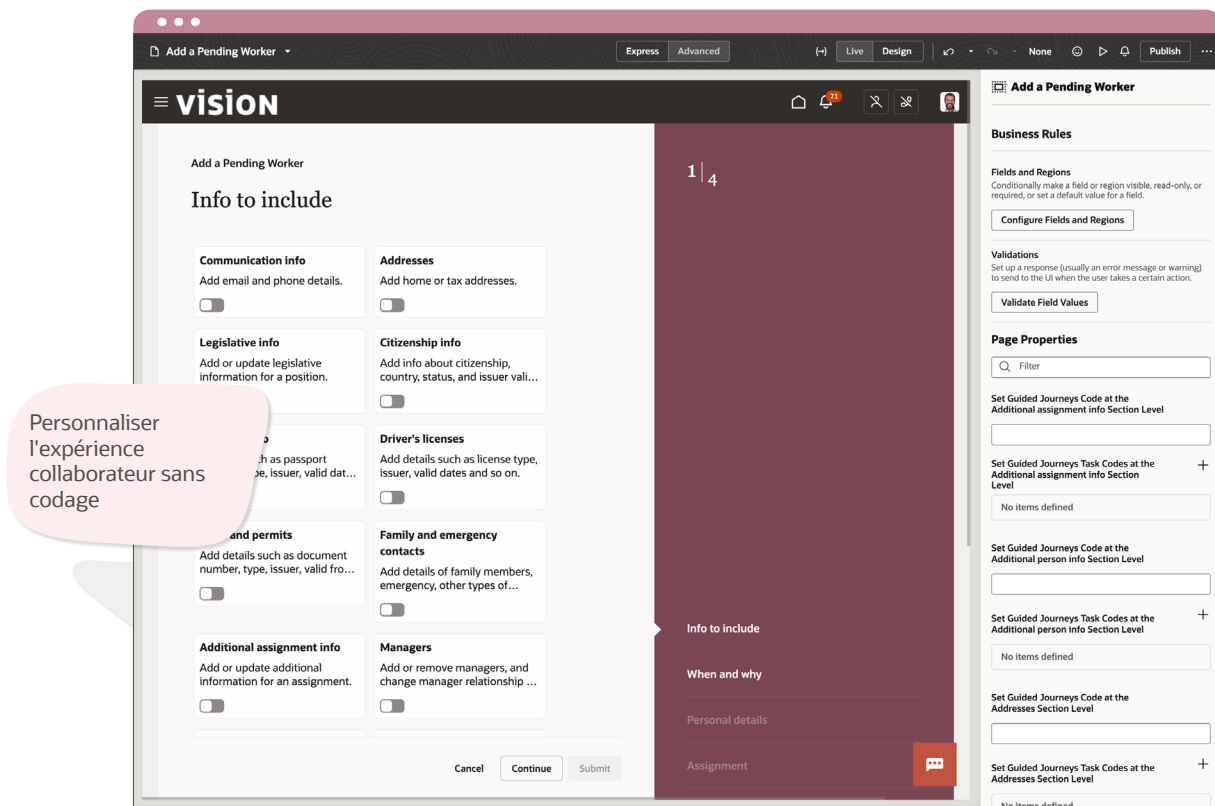 Add a Pending Worker
Express Advanced
Live Design
None
Publish
vision
21
Add a Pending Worker
Info to include
1 | 4
Communication info
Add email and phone details.
Addresses
Add home or tax addresses.
Legislative info
Add or update legislative
information for a position.
Citizenship info
Add info about citizenship,
country, status, and issuer vali...
Personnaliser
l'expérience
collaborateur sans
codage
as passport
issuer, valid dat...
Driver's licenses
Add details such as license type,
issuer, valid dates and so on.
and permits
Add details such as document
number, type, issuer, valid fro...
Family and emergency
contacts
Add details of family members,
emergency, other types of...
Additional assignment info
Add or update additional
information for an assignment.
Managers
Add or remove managers, and
change manager relationship ...
Cancel Continue Submit
Info to include
When and why
Personal details
Assignment
Add a Pending Worker
Business Rules
Fields and Regions
Conditionally make a field or region visible, read-only, or
required, or set a default value for a field.
Configure Fields and Regions
Validations
Set up a response (usually an error message or warning)
to send to the UI when the user takes a certain action.
Validate Field Values
Page Properties
Filter
Set Guided Journeys Code at the
Additional assignment info Section Level
Set Guided Journeys Task Codes at the
Additional assignment info Section
Level
No items defined
Set Guided Journeys Code at the
Additional person info Section Level
Set Guided Journeys Task Codes at the
Additional person info Section Level
No items defined
Set Guided Journeys Code at the
Addresses Section Level
Set Guided Journeys Task Codes at the
Addresses Section Level
No items defined